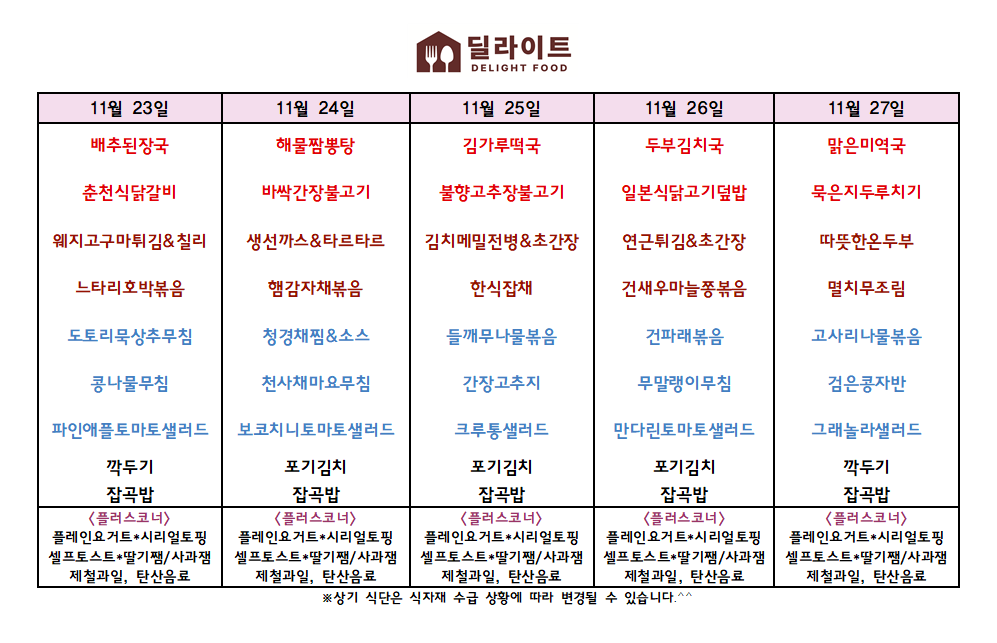 딜라이트
DELIGHT FOOD
11월 23일 11월 24일 11월 25일 11월 26일 11월 27일
배추된장국 해물짬뽕탕 김가루떡국 두부김치국 맑은미역국
춘천식닭갈비 바싹간장불고기 불향고추장불고기 일본식닭고기덮밥 묵은지두루치기
웨지고구마튀김&칠리 생선까스&타르타르 김치메밀전병&초간장 연근튀김&초간장 따뜻한온두부
느타리호박볶음 햄감자채볶음 한식잡채 건새우마늘쫑볶음 멸치무조림
도토리묵상추무침 청경채찜&소스 들깨무나물볶음 건파래볶음 고사리나물볶음
콩나물무침 천사채마요무침 간장고추지 무말랭이무침 검은콩자반
파인애플토마토샐러드 보코치니토마토샐러드 크루통샐러드 만다린토마토샐러드 그래놀라샐러드
깍두기 포기김치 포기김치 포기김치 깍두기
잡곡밥 잡곡밥 잡곡밥 잡곡밥 잡곡밥
<플러스코너> <플러스코너> <플러스코너> <플러스코너> <플러스코너>
플레인요거트*시리얼토핑 플레인요거트*시리얼토핑 플레인요거트*시리얼토핑 플레인요거트*시리얼토핑 플레인요거트*시리얼토핑
셀프토스트*딸기쨈/사과잼 셀프토스트*딸기쨈/사과잼 셀프토스트*딸기쨈/사과잼 셀프토스트*딸기쨈/사과잼 셀프토스트*딸기쨈/사과잼
제철과일, 탄산음료 제철과일, 탄산음료 제철과일, 탄산음료 제철과일, 탄산음료 제철과일, 탄산음료
※상기 식단은 식자재 수급 상황에 따라 변경될 수 있습니다.^^